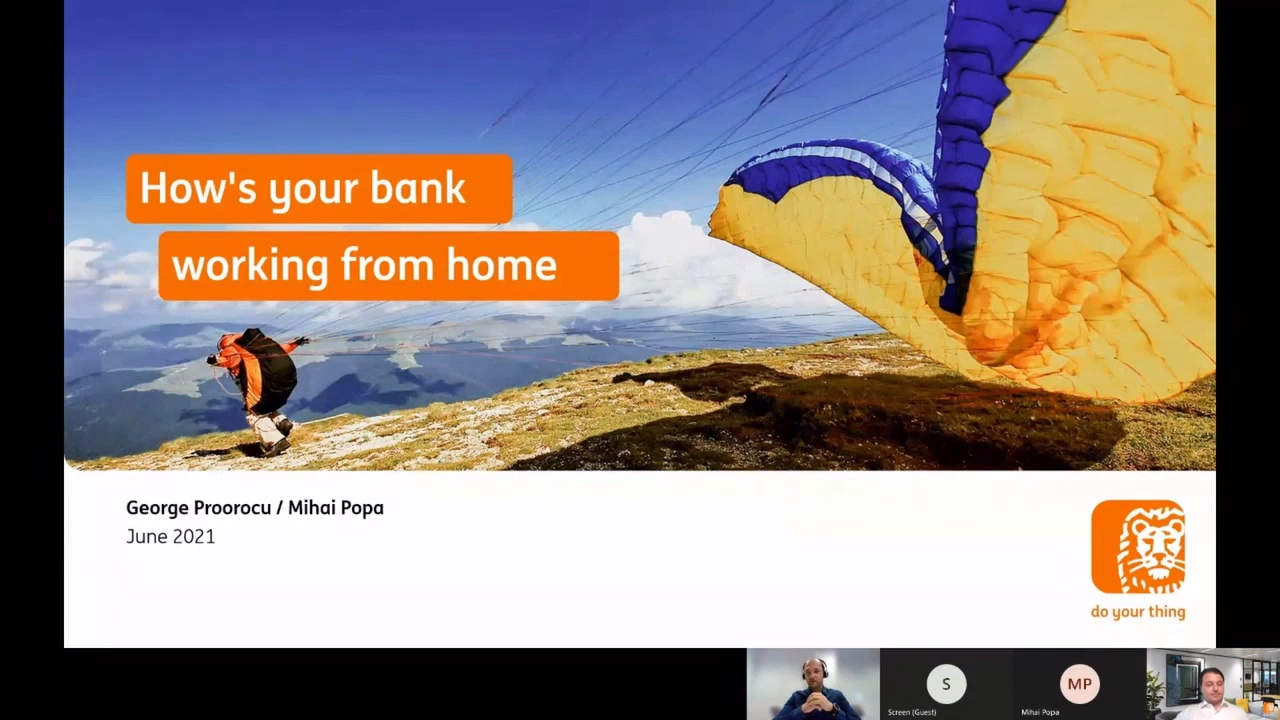 How's your bank
working from home
George Proorocu / Mihai Popa
June 2021
do your thing
S
Screen (Guest)
MP
Mihai Popa